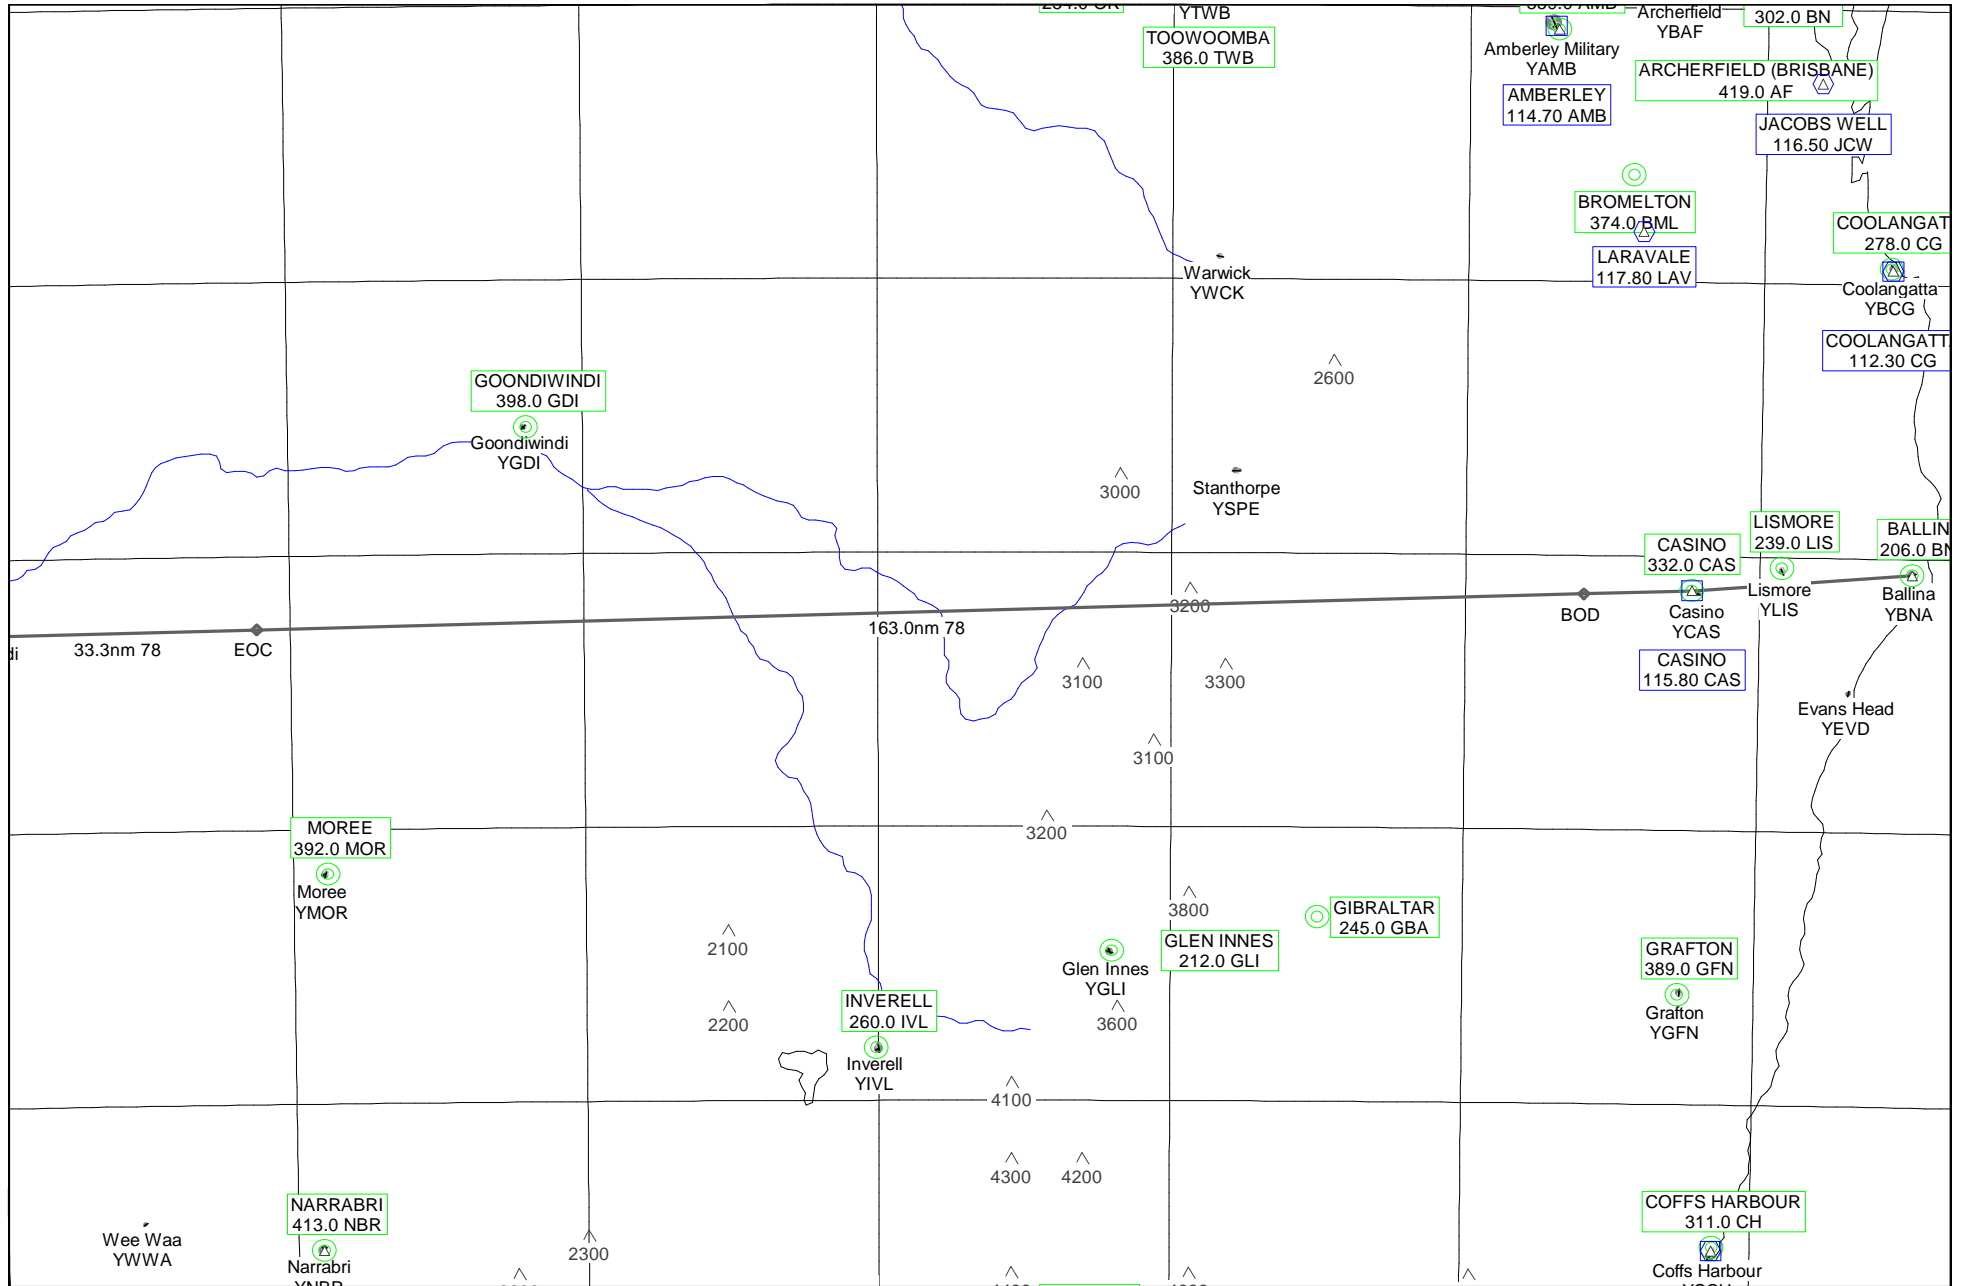 YTWB
TOOWOOMBA
386.0 TWB
Amberley Military
YAMB
AMBERLEY
114.70 AMB
Archerfield
YBAF
302.0 BN
ARCHERFIELD (BRISBANE)
419.0 AF
JACOBS WELL
116.50 JCW
BROMELTON
374.0 BML
LARAVALE
117.80 LAV
COOLANGAT
278.0 CG
Coolangatta
YBCG
COOLANGATT
112.30 CG
Warwick
YWCK
2600
GOONDIWINDI
398.0 GDI
Goondiwindi
YGDI
3000
Stanthorpe
YSPE
CASINO
332.0 CAS
LISMORE
239.0 LIS
BALLIN
206.0 BN
Lismore
YLIS
Ballina
YBNA
Casino
YCAS
CASINO
115.80 CAS
BOD
3200
163.0nm 78
EOC
33.3nm 78
di
3100
3300
3100
Evans Head
YEVD
3200
MOREE
392.0 MOR
Moree
YMOR
3800
GIBRALTAR
245.0 GBA
GLEN INNES
212.0 GLI
Glen Innes
YGLI
3600
2100
2200
INVERELL
260.0 IVL
Inverell
YIVL
GRAFTON
389.0 GFN
Grafton
YGFN
4100
4300
4200
NARRABRI
413.0 NBR
Narrabri
Wee Waa
YWWA
2300
COFFS HARBOUR
311.0 CH
Coffs Harbour